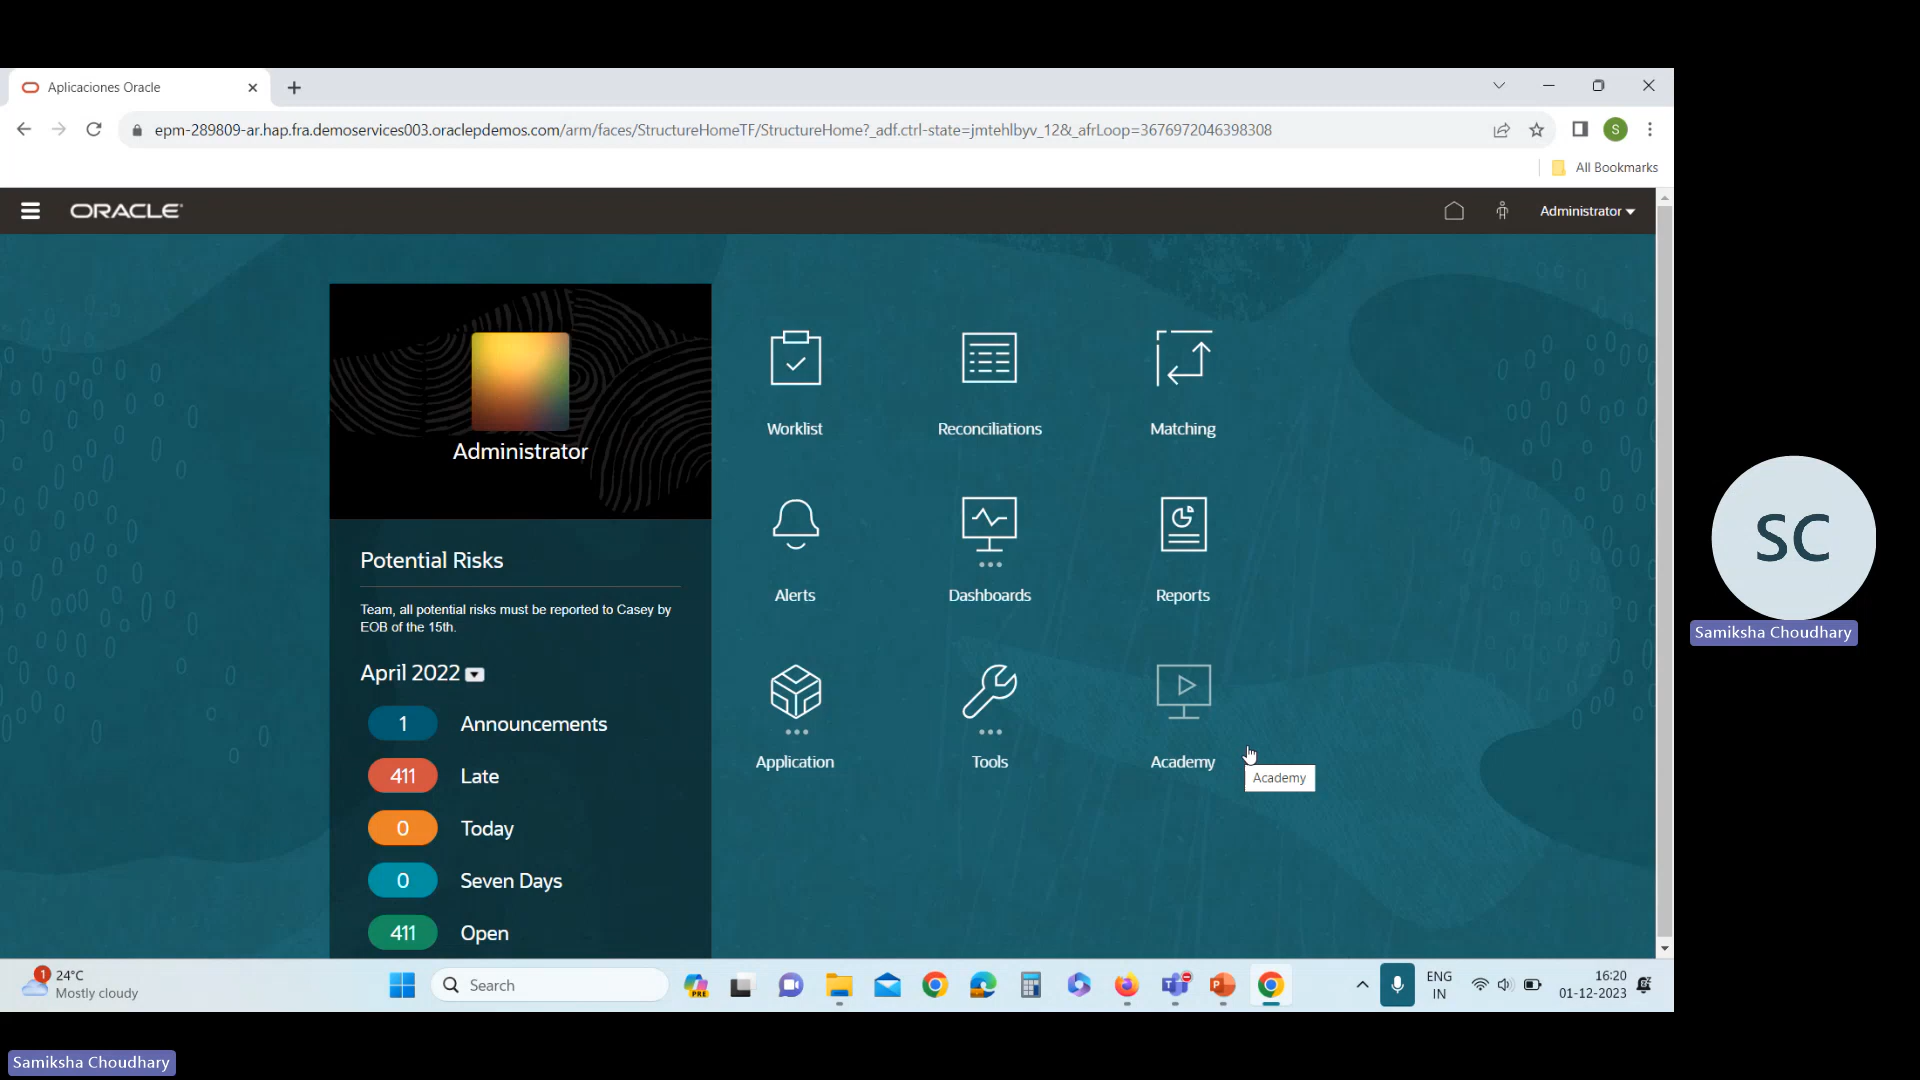 Aplicaciones Oracle
epm-289809-ar.hap.fra.demoservices003.oraclepdemos.com/arm/faces/StructureHomeTF/StructureHome?_adf.ctrl-state=jmtehlbyv_12&_afrLoop=3676972046398308
S
All Bookmarks
ORACLE
Administrator
Administrator
Worklist
Reconciliations
Matching
Alerts
Dashboards
Reports
Application
Tools
Academy
Academy
Potential Risks
Team, all potential risks must be reported to Casey by
EOB of the 15th.
April 2022
1 Announcements
411 Late
0 Today
0 Seven Days
411 Open
SC
Samiksha Choudhary
1
24°C
Mostly cloudy
Search
PRE
ENG
IN
16:20
01-12-2023
Samiksha Choudhary